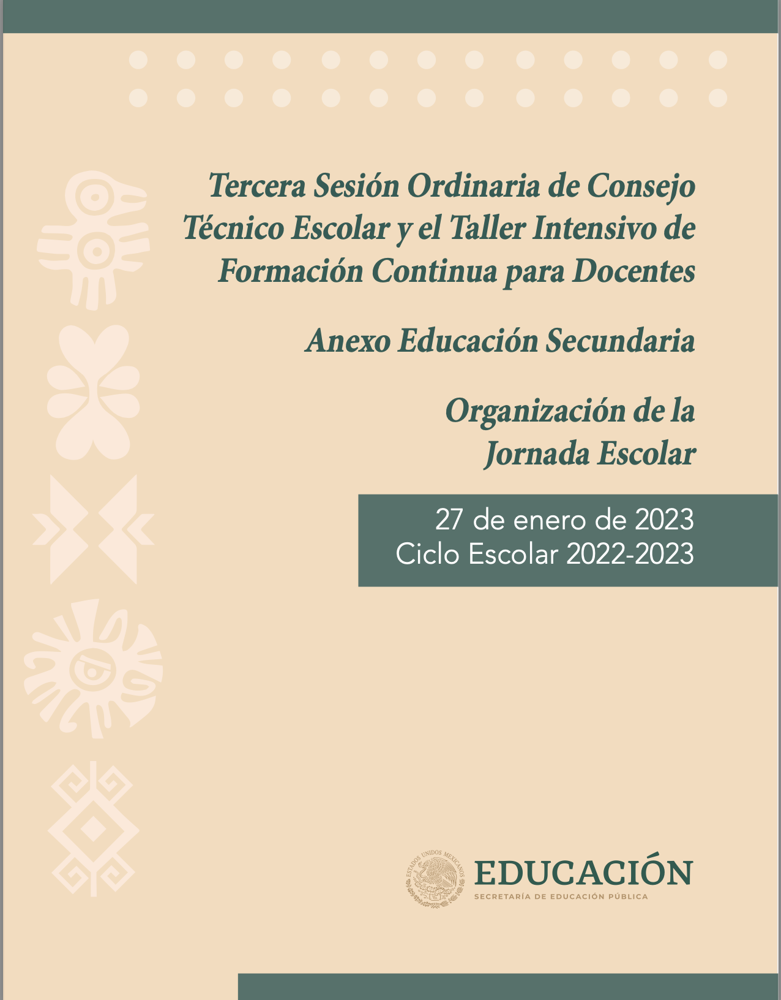 Tercera Sesión Ordinaria de Consejo
Técnico Escolar y el Taller Intensivo de
Formación Continua para Docentes
Anexo Educación Secundaria
Organización de la
Jornada Escolar
27 de enero de 2023
Ciclo Escolar 2022-2023
ESTADOS UNIDOS MEXICANOS
EDUCACIÓN
SECRETARÍA DE EDUCACIÓN PÚBLICA